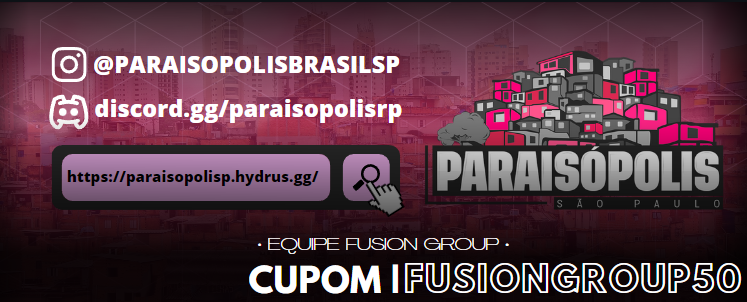 @PARAISOPOLISBRASILSP
discord.gg/paraisopolisrp
https://paraisopolisp.hydrus.gg/
PARAISÓPOLIS
SÃO PAULO
• EQUIPE FUSION GROUP •
CUPOM | FUSIONGROUP50